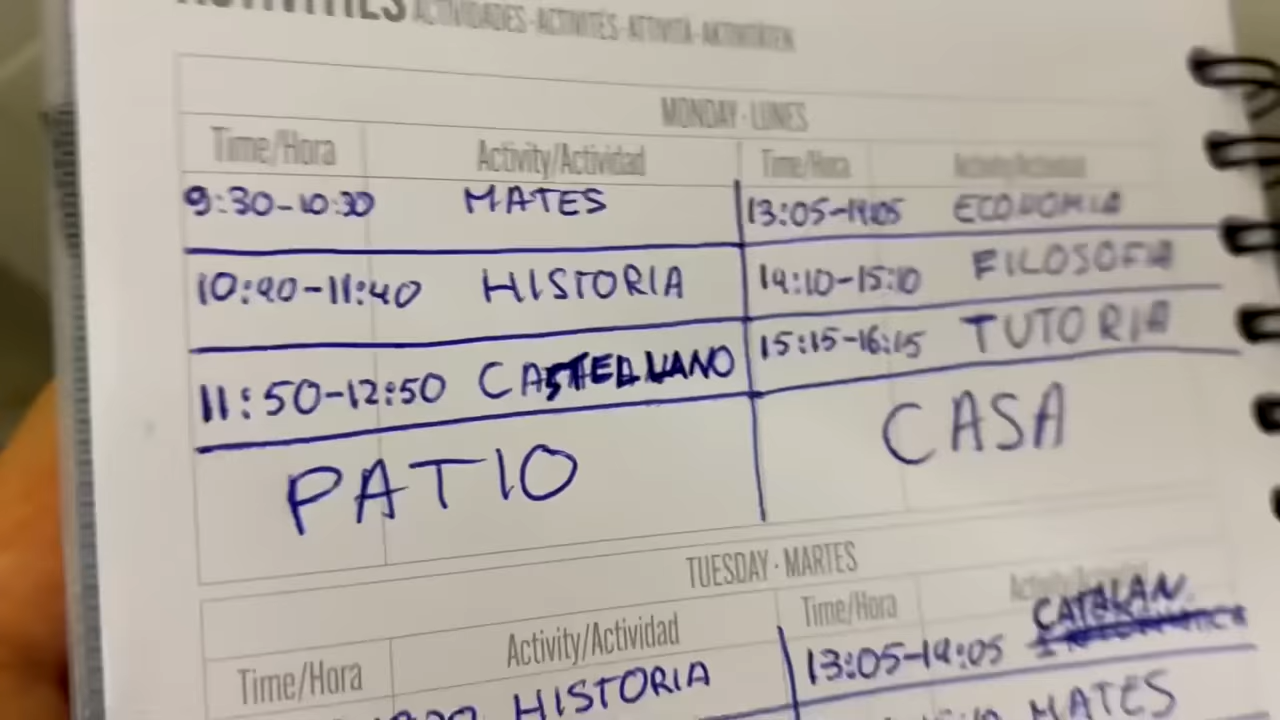 ACTIVITIES ACTIVIDADES · ACTIVITÉS · ATTIVITÀ · AKTIVITÄTEN
MONDAY · LUNES
Time/Hora Activity/Actividad Time/Hora Activity/Actividad
9:30-10:30 MATES 13:05-14:05 ECONOMIA
10:40-11:40 HISTORIA 14:10-15:10 FILOSOFIA
11:50-12:50 CASTELLANO 15:15-16:15 TUTORIA
PATIO CASA
TUESDAY · MARTES
Time/Hora Activity/Actividad Time/Hora
HISTORIA 13:05-14:05 CATALAN
MATES